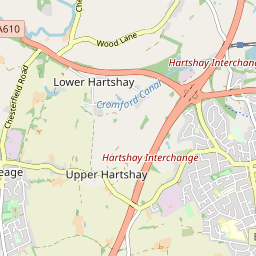 A610
Wood Lane
Hartshay Interchange
Chesterfield Road
Lower Hartshay
Cromford Canal
Hartshay Interchange
eage
Upper Hartshay